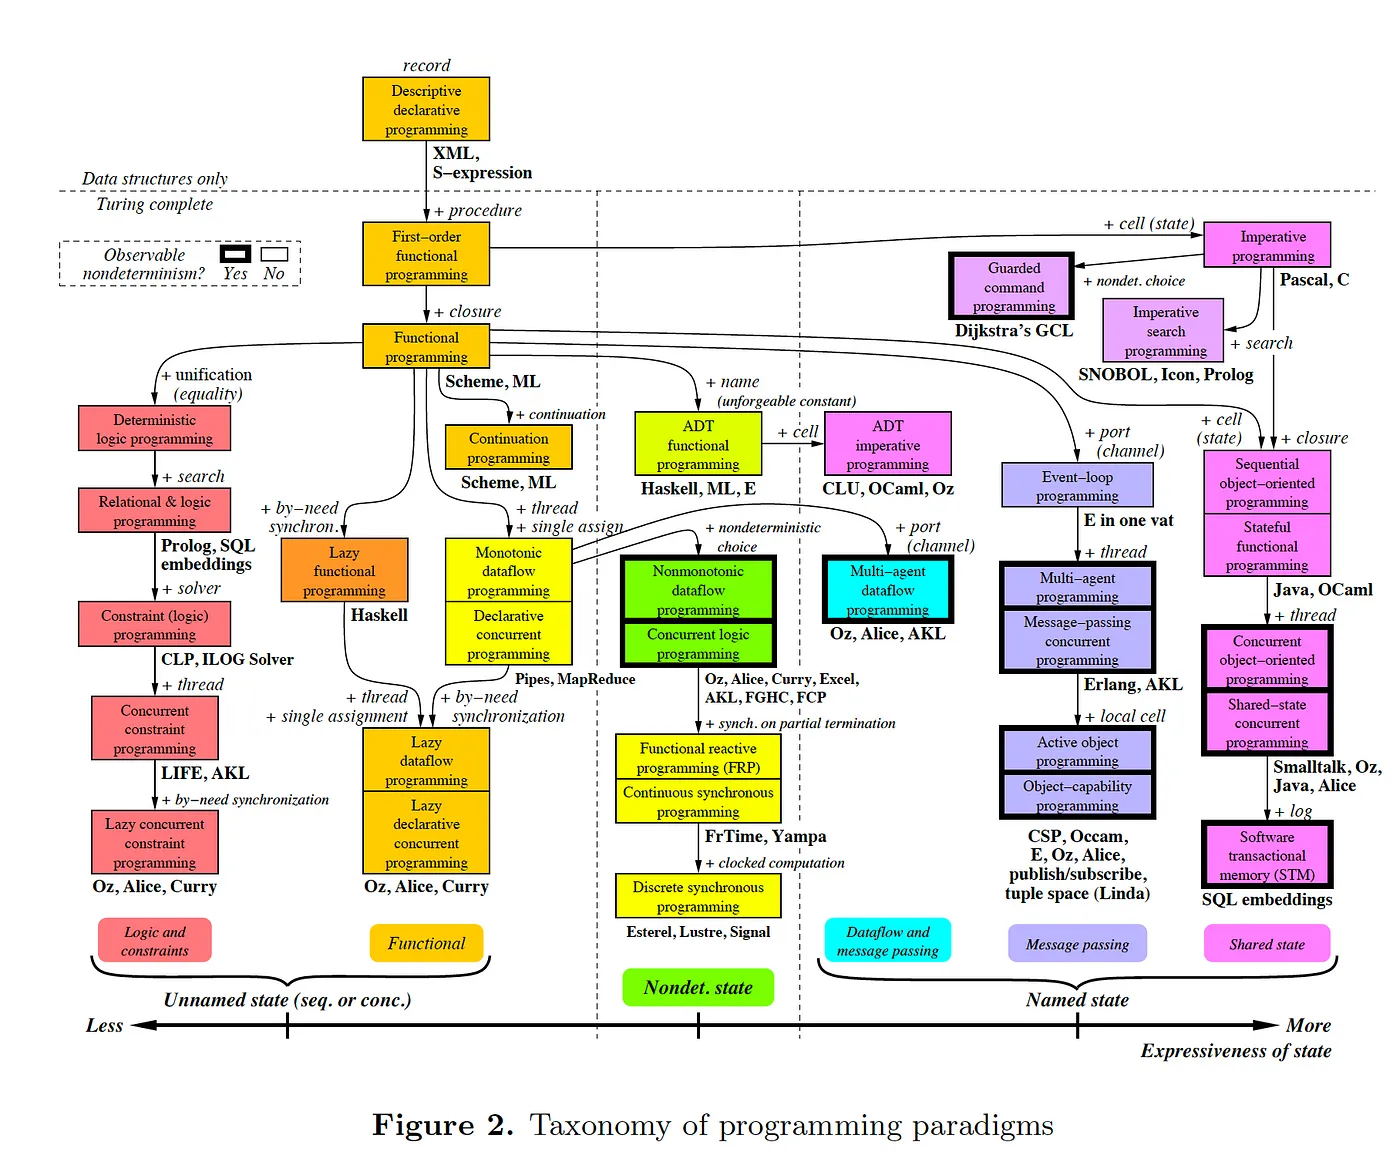 record
Descriptive
declarative
programming
XML,
S−expression
Data structures only
Turing complete
+ procedure
Observable
nondeterminism?
Yes
No
First−order
functional
programming
+ cell (state)
Imperative
programming
Pascal, C
+ nondet. choice
Guarded
command
programming
Dijkstra's GCL
Imperative
search
programming
+ search
SNOBOL, Icon, Prolog
+ closure
Functional
programming
Scheme, ML
+ unification
(equality)
Deterministic
logic programming
+ search
Relational & logic
programming
Prolog, SQL
embeddings
+ solver
Constraint (logic)
programming
CLP, ILOG Solver
+ thread
Concurrent
constraint
programming
LIFE, AKL
+ by−need synchronization
Lazy concurrent
constraint
programming
Oz, Alice, Curry
+ continuation
Continuation
programming
Scheme, ML
+ by−need
synchron.
Lazy
functional
programming
Haskell
+ thread
+ single assign.
Monotonic
dataflow
programming
Declarative
concurrent
programming
Pipes, MapReduce
+ thread
+ single assignment
+ by−need
synchronization
Lazy
dataflow
programming
Lazy
declarative
concurrent
programming
Oz, Alice, Curry
+ name
(unforgeable constant)
ADT
functional
programming
Haskell, ML, E
+ cell
ADT
imperative
programming
CLU, OCaml, Oz
+ nondeterministic
choice
Nonmonotonic
dataflow
programming
Concurrent logic
programming
Oz, Alice, Curry, Excel,
AKL, FGHC, FCP
+ synch. on partial termination
Functional reactive
programming (FRP)
Continuous synchronous
programming
FrTime, Yampa
+ clocked computation
Discrete synchronous
programming
Esterel, Lustre, Signal
+ port
(channel)
Multi−agent
dataflow
programming
Oz, Alice, AKL
+ port
(channel)
Event−loop
programming
E in one vat
+ thread
Multi−agent
programming
Message−passing
concurrent
programming
Erlang, AKL
+ local cell
Active object
programming
Object−capability
programming
CSP, Occam,
E, Oz, Alice,
publish/subscribe,
tuple space (Linda)
+ cell
(state)
+ closure
Sequential
object−oriented
programming
Stateful
functional
programming
Java, OCaml
+ thread
Concurrent
object−oriented
programming
Shared−state
concurrent
programming
Smalltalk, Oz,
Java, Alice
+ log
Software
transactional
memory (STM)
SQL embeddings
Logic and
constraints
Functional
Dataflow and
message passing
Message passing
Shared state
Unnamed state (seq. or conc.)
Nondet. state
Named state
Less
More
Expressiveness of state
Figure 2. Taxonomy of programming paradigms